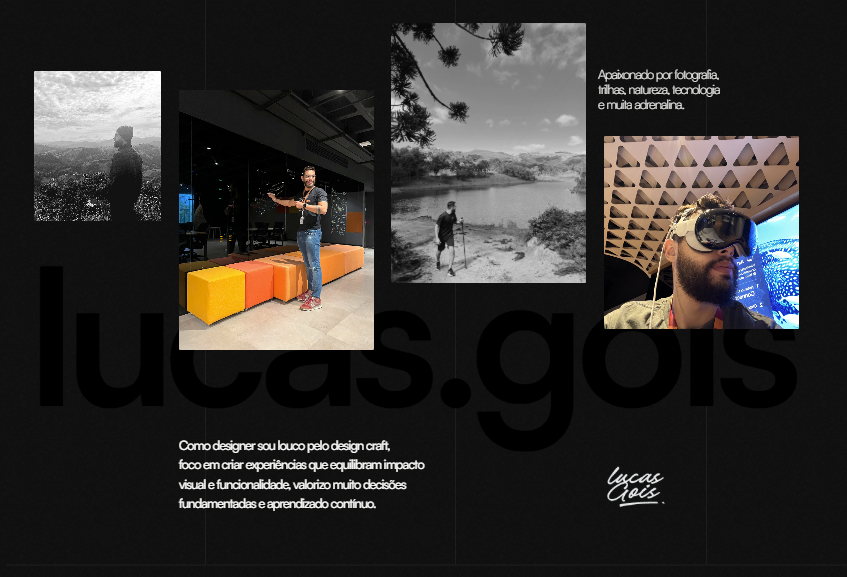 Apaixonado por fotografia,
trilhas, natureza, tecnologia
e muita adrenalina.
lucas.gois
Como designer sou louco pelo design craft,
foco em criar experiências que equilibram impacto
visual e funcionalidade, valorizo muito decisões
fundamentadas e aprendizado contínuo.
lucas
Gois.